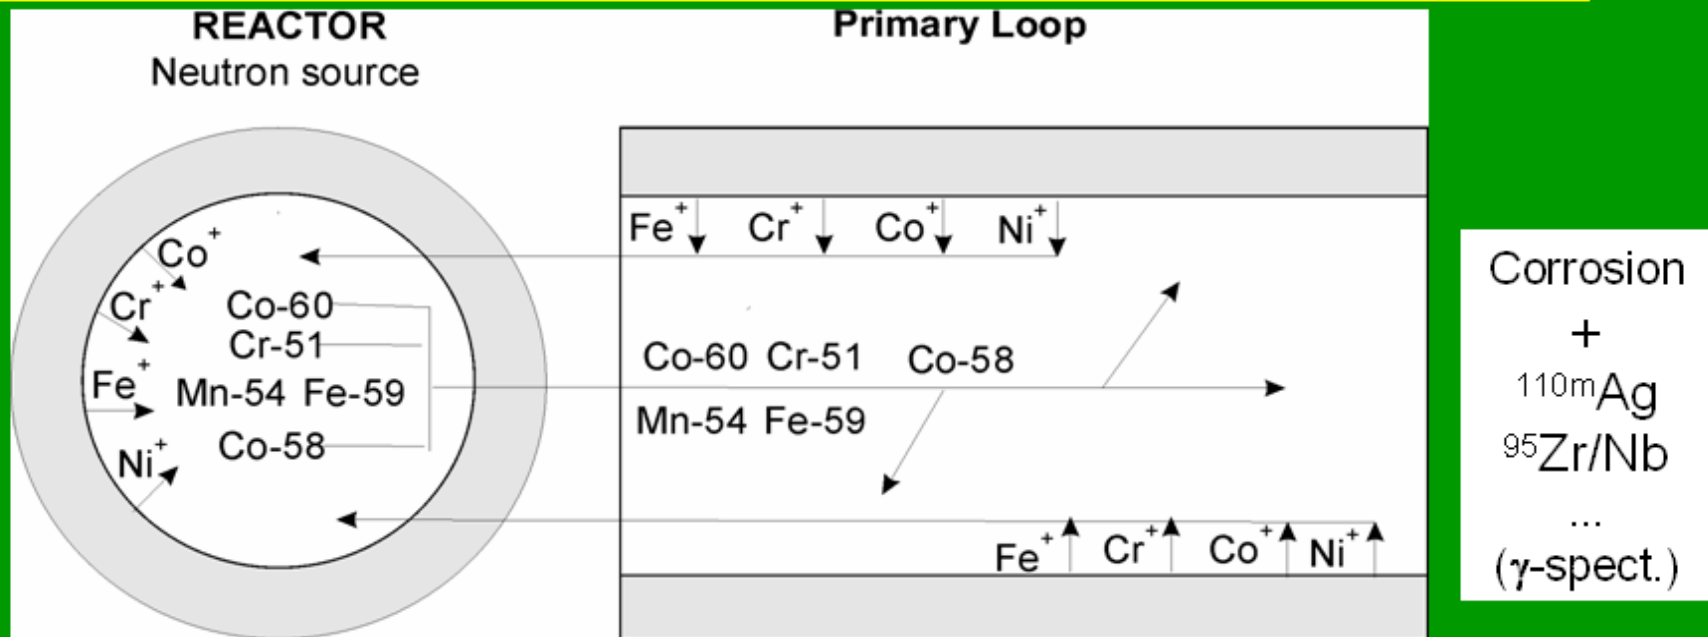 REACTOR
Neutron source
Primary Loop
Co⁺
Cr⁺
Fe⁺
Ni⁺
Co-60
Cr-51
Mn-54 Fe-59
Co-58
Fe⁺ Cr⁺ Co⁺ Ni⁺
Co-60 Cr-51 Co-58
Mn-54 Fe-59
Fe⁺ Cr⁺ Co⁺ Ni⁺
Corrosion
+
¹¹⁰ᵐAg
⁹⁵Zr/Nb
...
(γ-spect.)